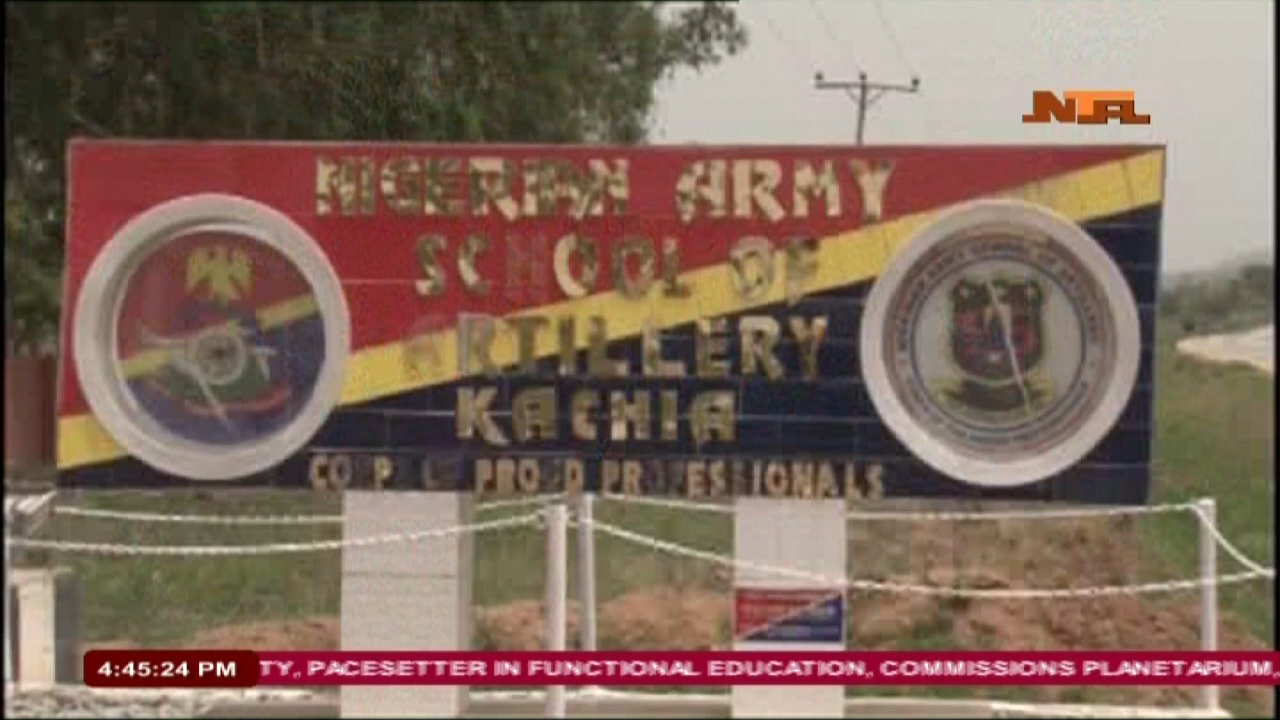 NTA
NIGERIAN ARMY
SCHOOL OF
ARTILLERY
KACHIA
PROUD PROFESSIONALS
4:45:24 PM
TY, PACESETTER IN FUNCTIONAL EDUCATION, COMMISSIONS PLANETARIUM,